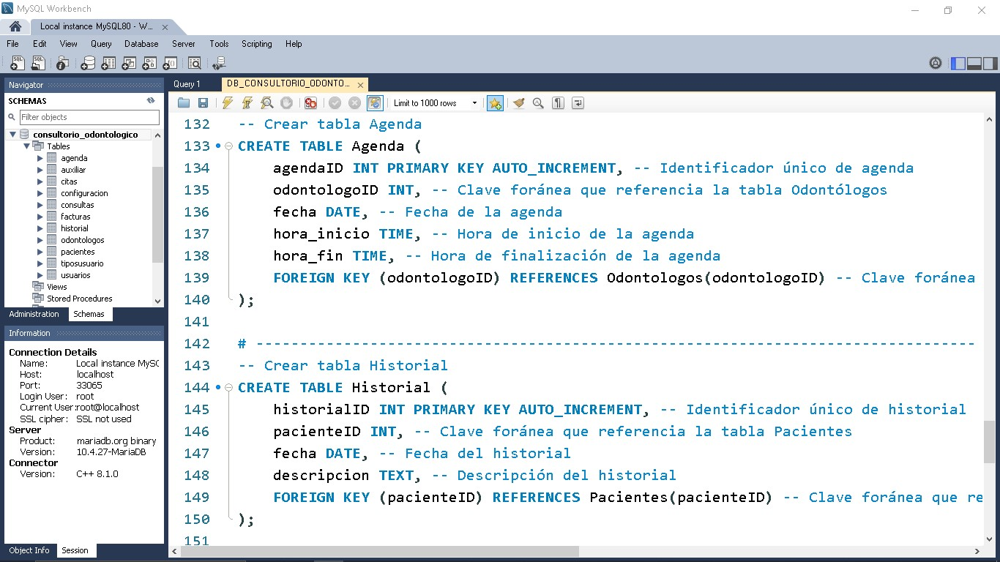 MySQL Workbench
Local instance MySQL80 - W...
File Edit View Query Database Server Tools Scripting Help
Navigator
SCHEMAS
Filter objects
consultorio_odontologico
Tables
agenda
auxiliar
citas
configuracion
consultas
facturas
historial
odontologos
pacientes
tiposusuario
usuarios
Views
Stored Procedures
Administration Schemas
Information
Connection Details
Name: Local instance MySQ
Host: localhost
Port: 33065
Login User: root
Current User: root@localhost
SSL cipher: SSL not used
Server
Product: mariadb.org binary
Version: 10.4.27-MariaDB
Connector
Version: C++ 8.1.0
Object Info Session
Query 1 DB_CONSULTORIO_ODONTO...
Limit to 1000 rows
132 -- Crear tabla Agenda
133 CREATE TABLE Agenda (
134 agendaID INT PRIMARY KEY AUTO_INCREMENT, -- Identificador único de agenda
135 odontologoID INT, -- Clave foránea que referencia la tabla Odontólogos
136 fecha DATE, -- Fecha de la agenda
137 hora_inicio TIME, -- Hora de inicio de la agenda
138 hora_fin TIME, -- Hora de finalización de la agenda
139 FOREIGN KEY (odontologoID) REFERENCES Odontologos(odontologoID) -- Clave foránea
140 );
141
142 # ----------------------------------------------------------------------------------
143 -- Crear tabla Historial
144 CREATE TABLE Historial (
145 historialID INT PRIMARY KEY AUTO_INCREMENT, -- Identificador único de historial
146 pacienteID INT, -- Clave foránea que referencia la tabla Pacientes
147 fecha DATE, -- Fecha del historial
148 descripcion TEXT, -- Descripción del historial
149 FOREIGN KEY (pacienteID) REFERENCES Pacientes(pacienteID) -- Clave foránea que re
150 );
151